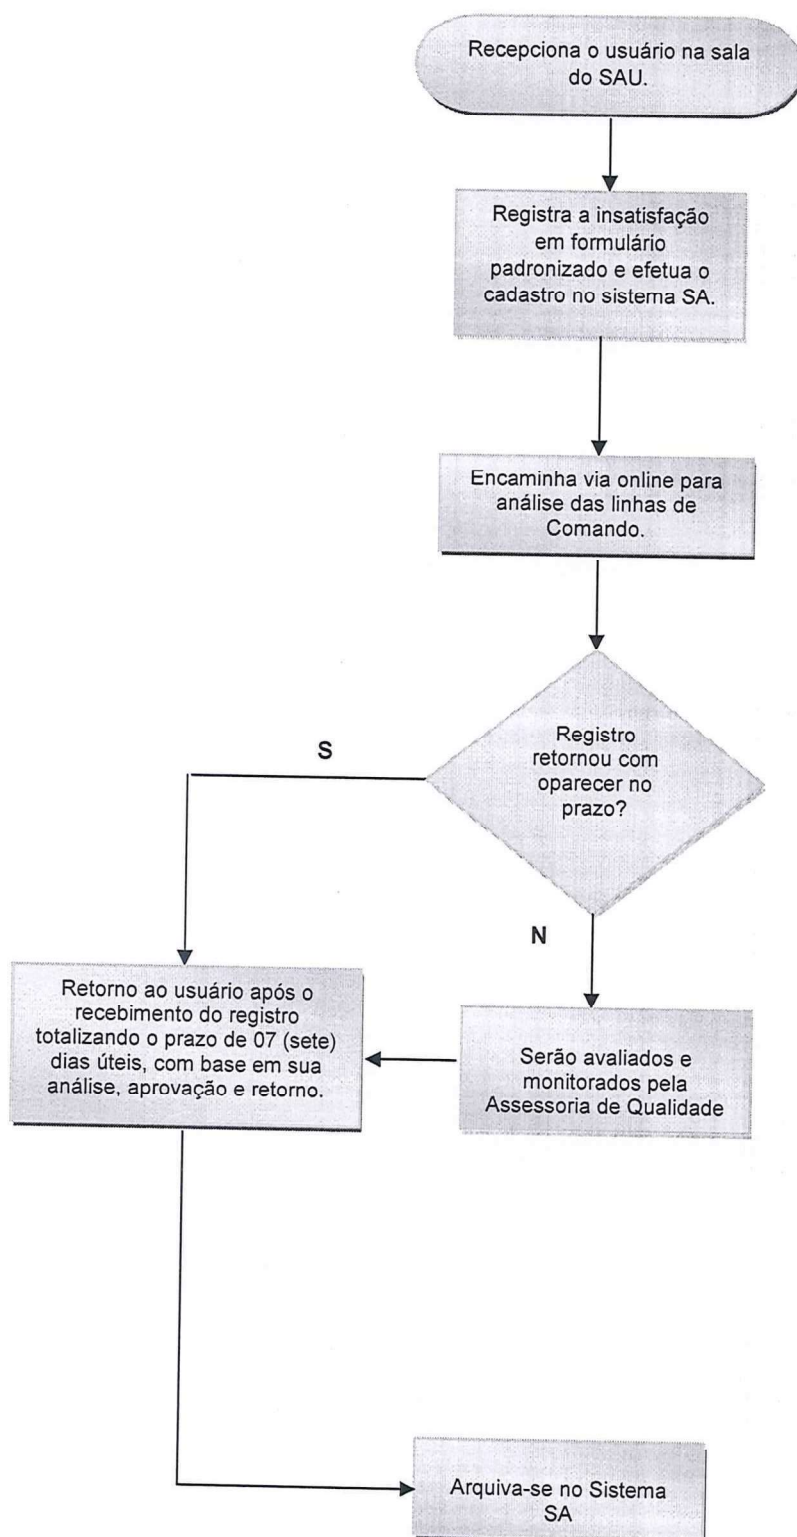 Recepciona o usuário na sala
do SAU.
Registra a insatisfação
em formulário
padronizado e efetua o
cadastro no sistema SA.
Encaminha via online para
análise das linhas de
Comando.
Registro
retornou com
oparecer no
prazo?
S
N
Retorno ao usuário após o
recebimento do registro
totalizando o prazo de 07 (sete)
dias úteis, com base em sua
análise, aprovação e retorno.
Serão avaliados e
monitorados pela
Assessoria de Qualidade
Arquiva-se no Sistema
SA